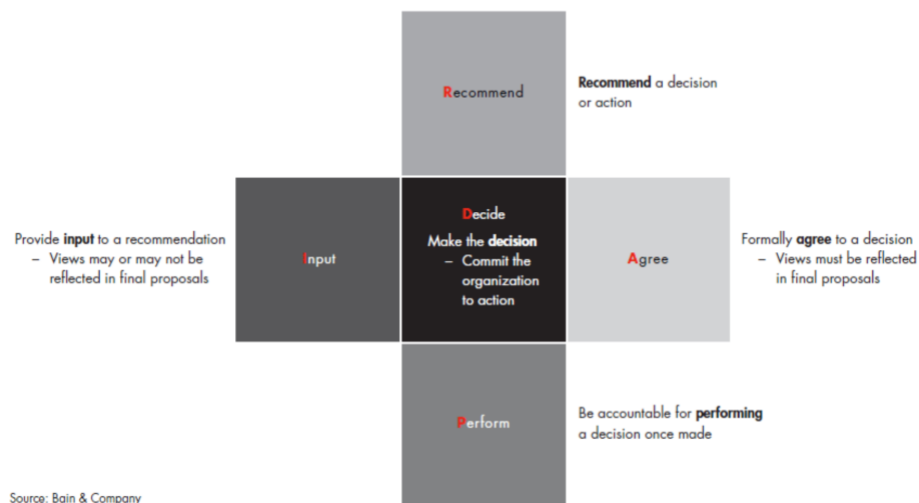 Recommend
Recommend a decision
or action
Provide input to a recommendation
– Views may or may not be
reflected in final proposals
Input
Decide
Make the decision
– Commit the
organization
to action
Agree
Formally agree to a decision
– Views must be reflected
in final proposals
Perform
Be accountable for performing
a decision once made
Source: Bain & Company